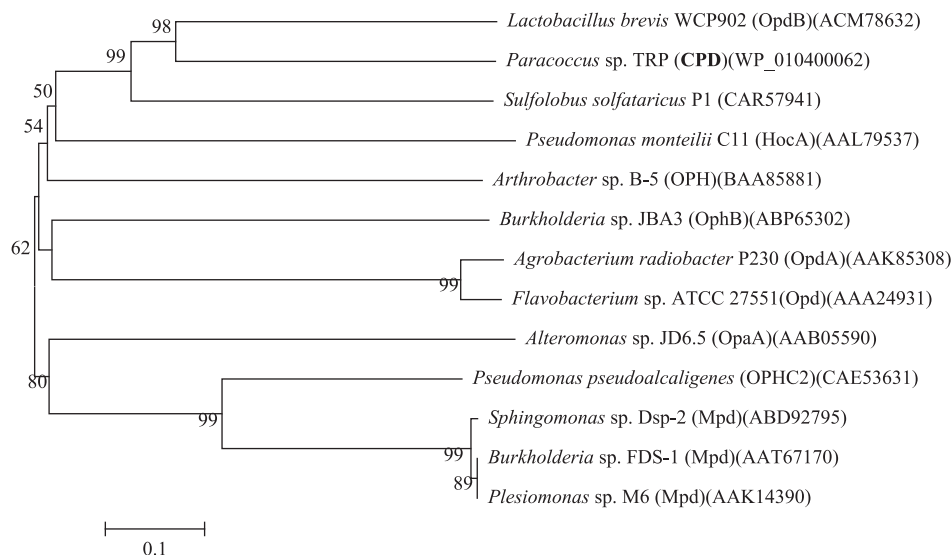 98
Lactobacillus brevis WCP902 (OpdB)(ACM78632)
99
Paracoccus sp. TRP (CPD)(WP_010400062)
50
Sulfolobus solfataricus P1 (CAR57941)
54
Pseudomonas monteilii C11 (HocA)(AAL79537)
Arthrobacter sp. B-5 (OPH)(BAA85881)
62
Burkholderia sp. JBA3 (OphB)(ABP65302)
Agrobacterium radiobacter P230 (OpdA)(AAK85308)
99
Flavobacterium sp. ATCC 27551(Opd)(AAA24931)
Alteromonas sp. JD6.5 (OpaA)(AAB05590)
80
Pseudomonas pseudoalcaligenes (OPHC2)(CAE53631)
99
Sphingomonas sp. Dsp-2 (Mpd)(ABD92795)
99
Burkholderia sp. FDS-1 (Mpd)(AAT67170)
89
Plesiomonas sp. M6 (Mpd)(AAK14390)
0.1